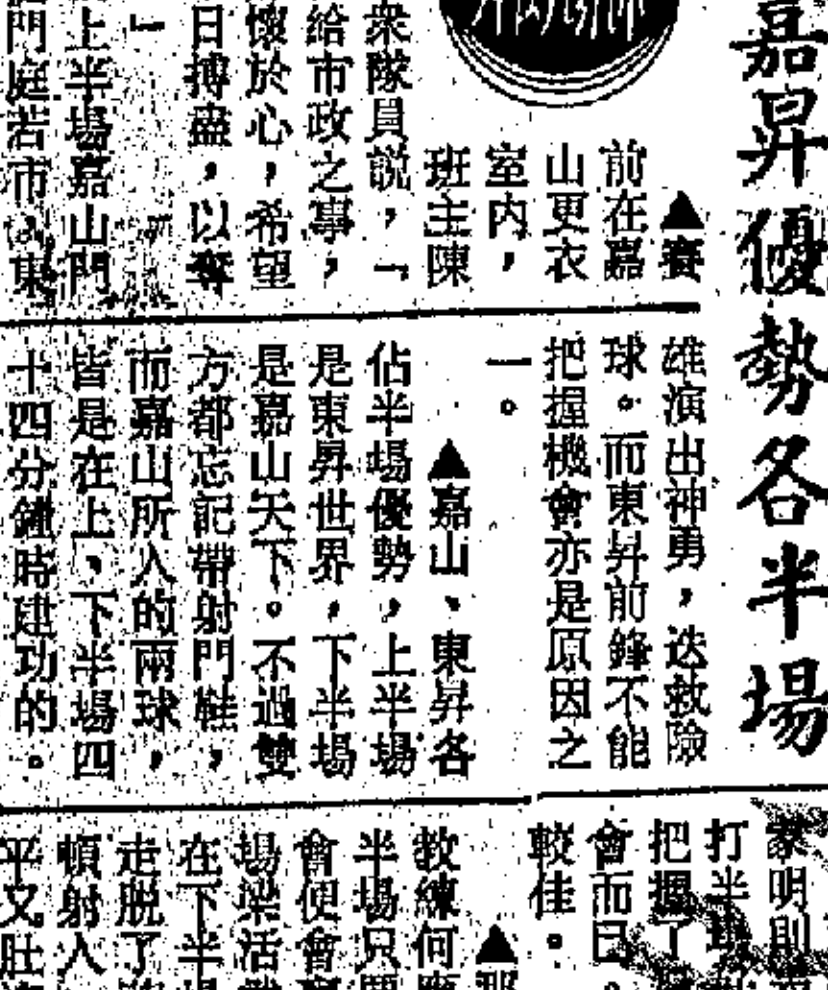 嘉昇優勢各半場
▲賽
前在嘉
山更衣
室内，
班主陳
衆隊員説，「
給市政之事，
懷於心，希望
日搏盡，以奪
」
上半場嘉山門
門庭若市，東
雄演出神勇，迭救險
球。而東昇前鋒不能
把握機會亦是原因之
一。
▲嘉山、東昇各
佔半場優勢，上半場
是東昇世界，下半場
是嘉山天下。不過雙
方都忘記帶射門鞋，
而嘉山所入的兩球，
皆是在上、下半場四
十四分鐘時建功的。
家明則
打半
把握了
會而已。
較佳。
▲那
教練何應
半場只要
會便會
場樂活
在下半場
走脱了
頓射入
平又肚